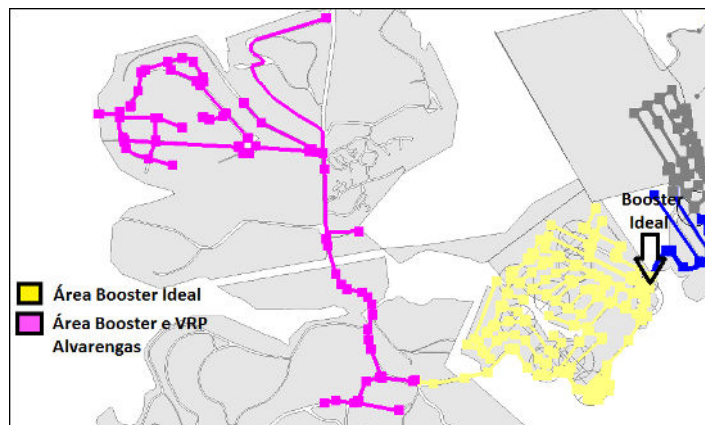 Booster
Ideal
Área Booster Ideal
Área Booster e VRP
Alvarengas